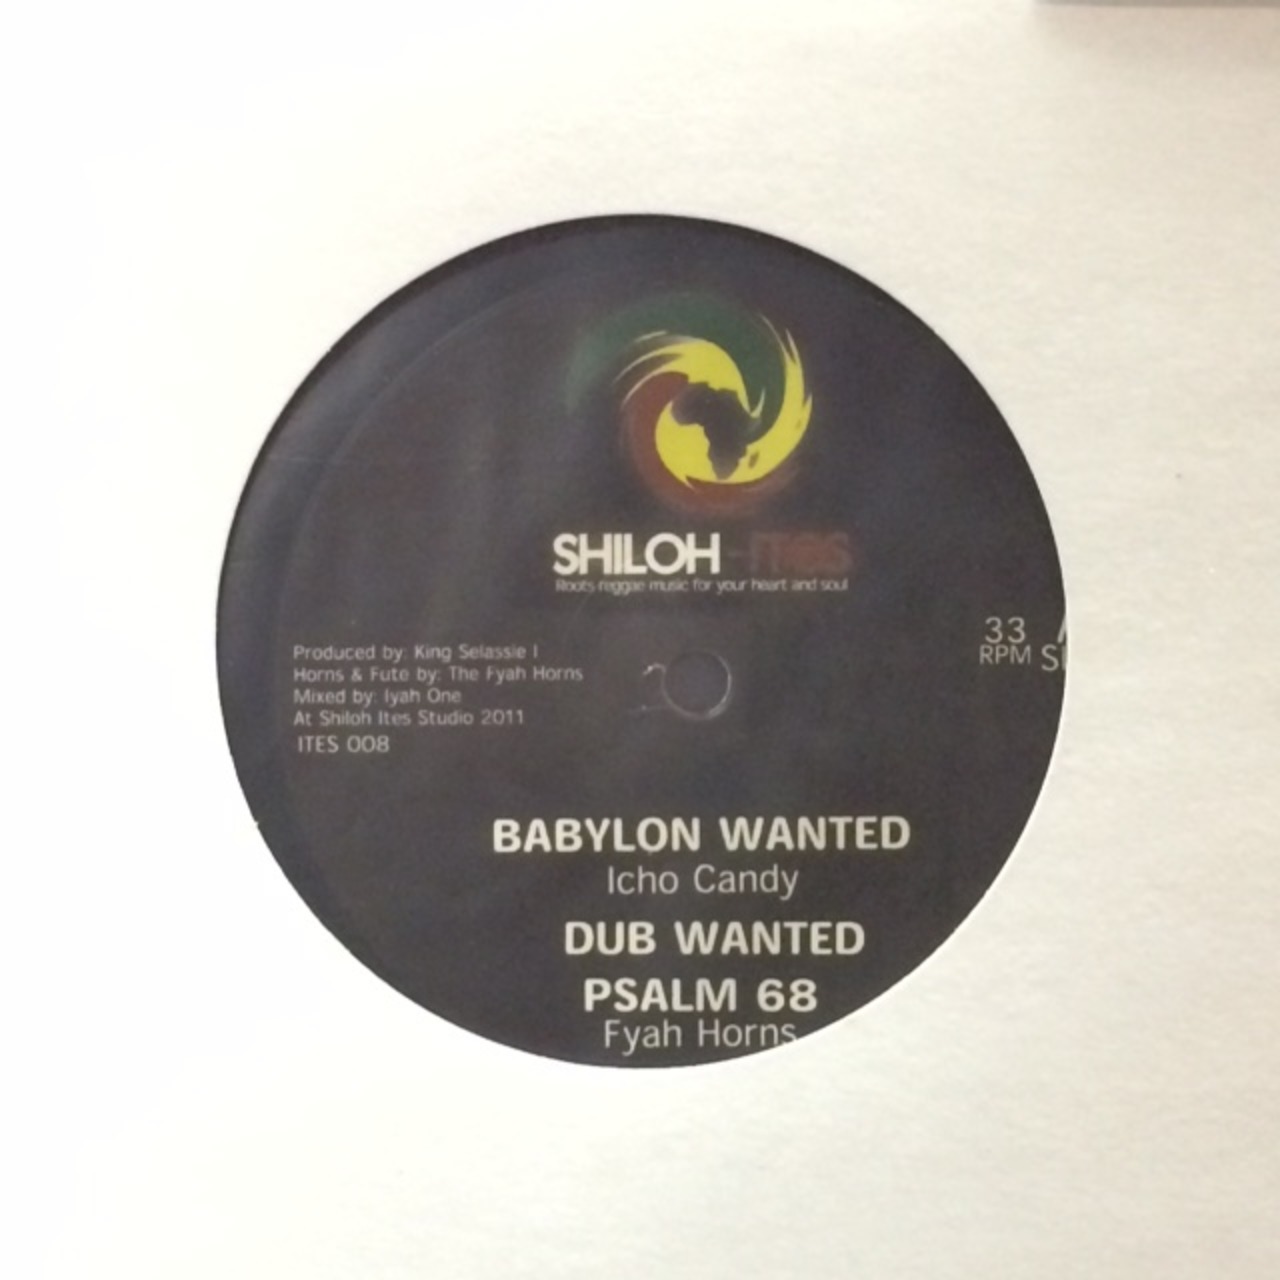 SHILOH-ITES
Roots reggae music for your heart and soul
33
RPM
Produced by: King Selassie I
Horns & Fute by: The Fyah Horns
Mixed by: Iyah One
At Shiloh Ites Studio 2011
ITES 008
BABYLON WANTED
Icho Candy
DUB WANTED
PSALM 68
Fyah Horns